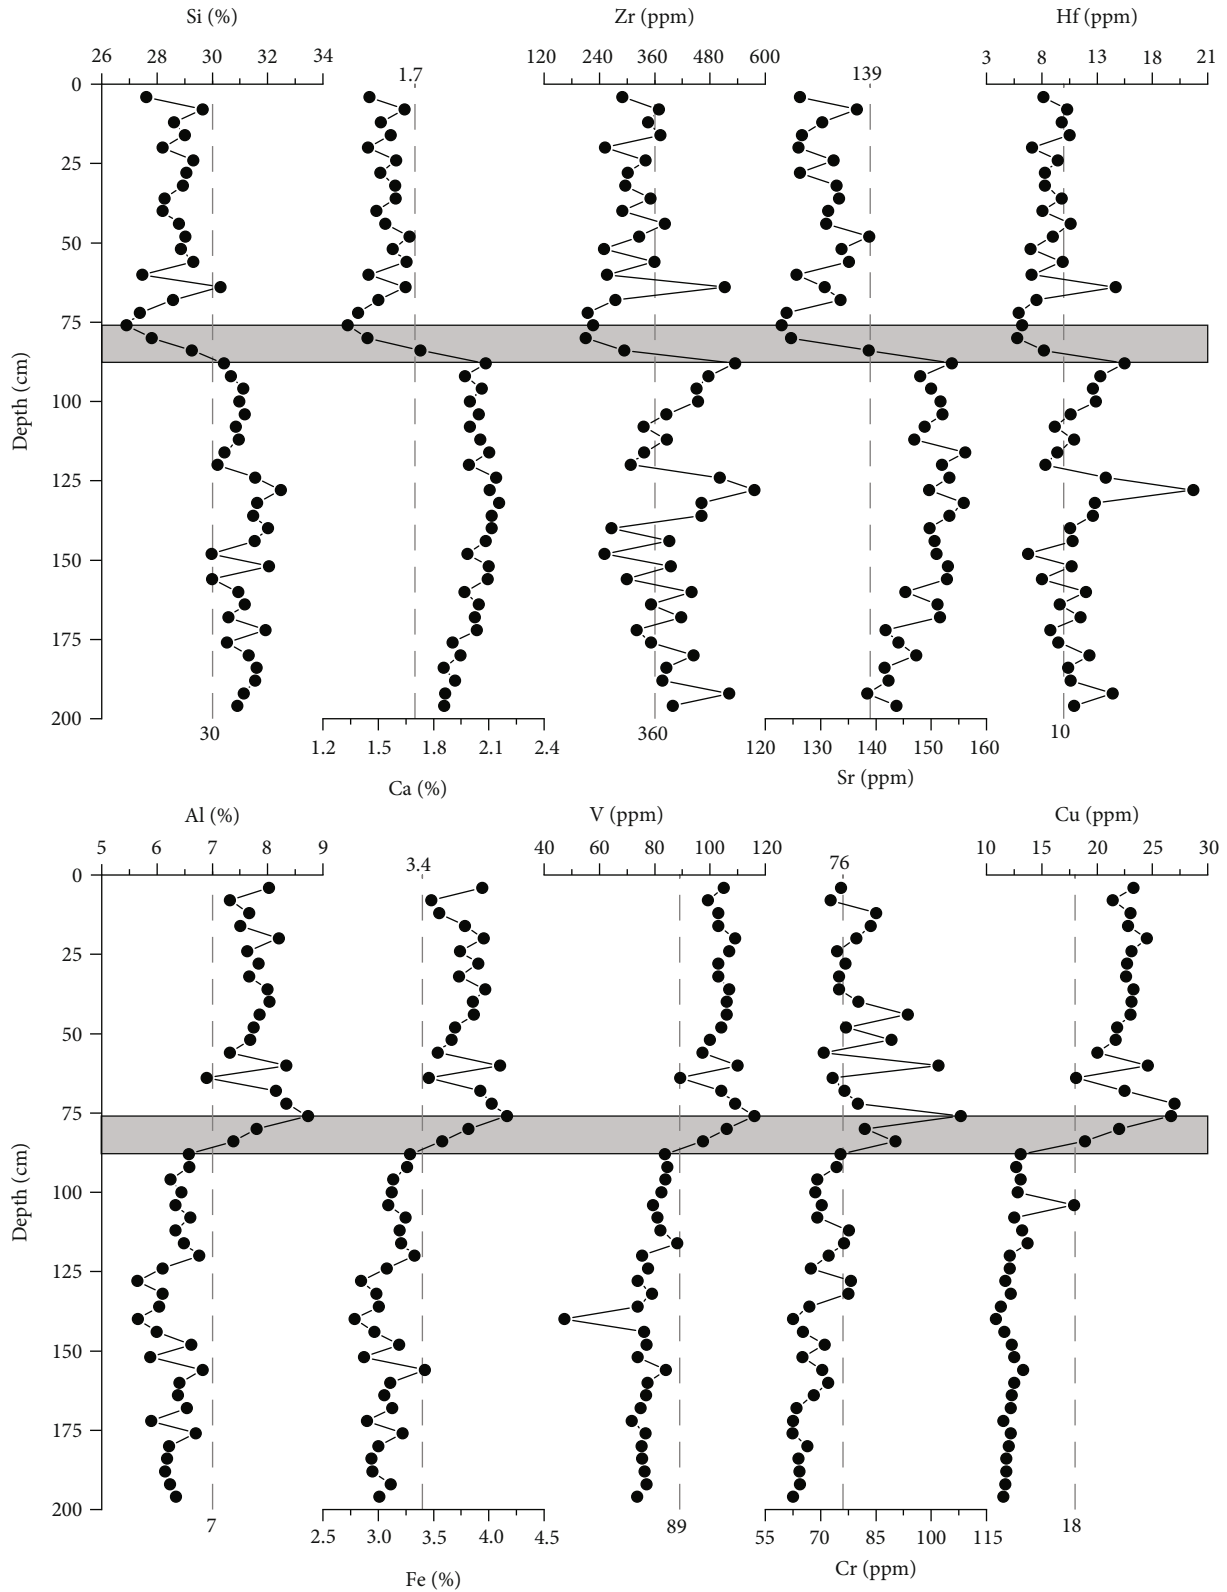 Si (%) Zr (ppm) Hf (ppm)
26 28 30 32 34 1.7 120 240 360 480 600 139 3 8 13 18 21
0
25
50
75
100
125
150
175
200
Depth (cm)
30 360 10
1.2 1.5 1.8 2.1 2.4 120 130 140 150 160
Ca (%) Sr (ppm)
Al (%) V (ppm) Cu (ppm)
5 6 7 8 9 3.4 40 60 80 100 120 76 10 15 20 25 30
0
25
50
75
100
125
150
175
200
Depth (cm)
7 89 18
2.5 3.0 3.5 4.0 4.5 55 70 85 100 115
Fe (%) Cr (ppm)